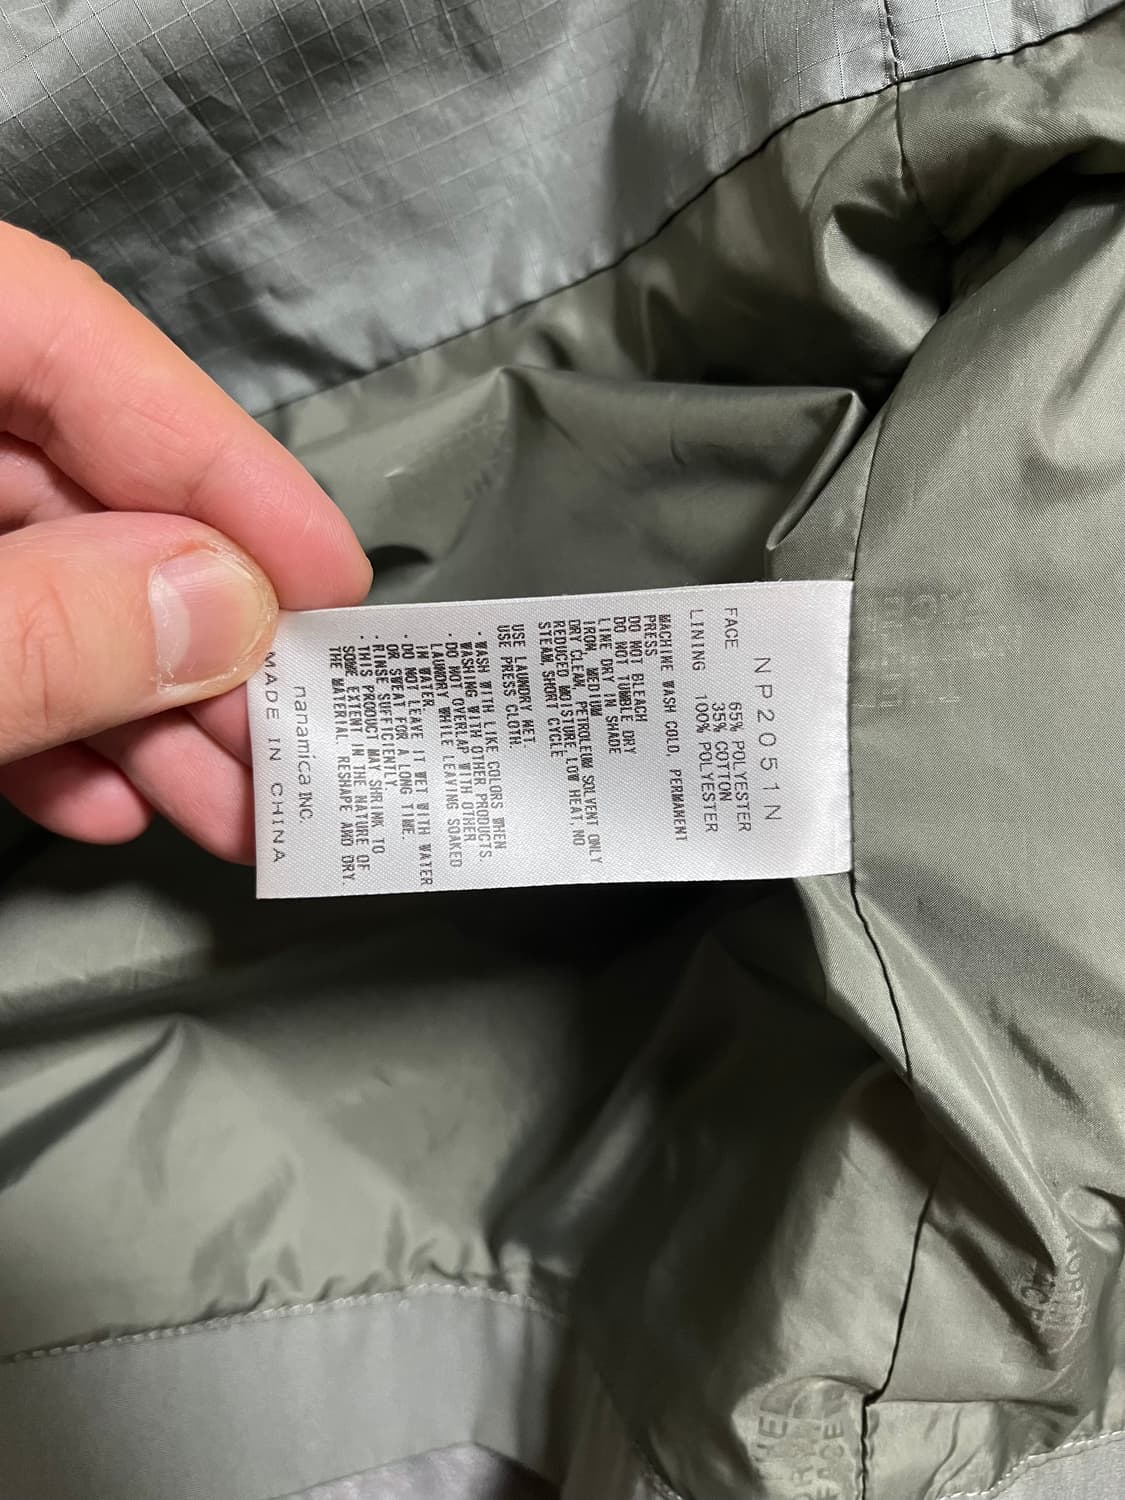 NP2051N
FACE 65% POLYESTER
35% COTTON
LINING 100% POLYESTER
MACHINE WASH COLD, PERMANENT
PRESS
DO NOT BLEACH
DO NOT TUMBLE DRY
LINE DRY IN SHADE
IRON, MEDIUM
DRY CLEAN, PETROLEUM SOLVENT ONLY
REDUCED MOISTURE, LOW HEAT, NO
STEAM, SHORT CYCLE
USE LAUNDRY NET.
USE PRESS CLOTH.
・WASH WITH LIKE COLORS WHEN
WASHING WITH OTHER PRODUCTS.
・DO NOT OVERLAP WITH OTHER
LAUNDRY WHILE LEAVING SOAKED
IN WATER.
・DO NOT LEAVE IT WET WITH WATER
OR SWEAT FOR A LONG TIME.
・RINSE SUFFICIENTLY.
・THIS PRODUCT MAY SHRINK TO
SOME EXTENT IN THE NATURE OF
THE MATERIAL. RESHAPE AND DRY.
nanamica INC.
MADE IN CHINA